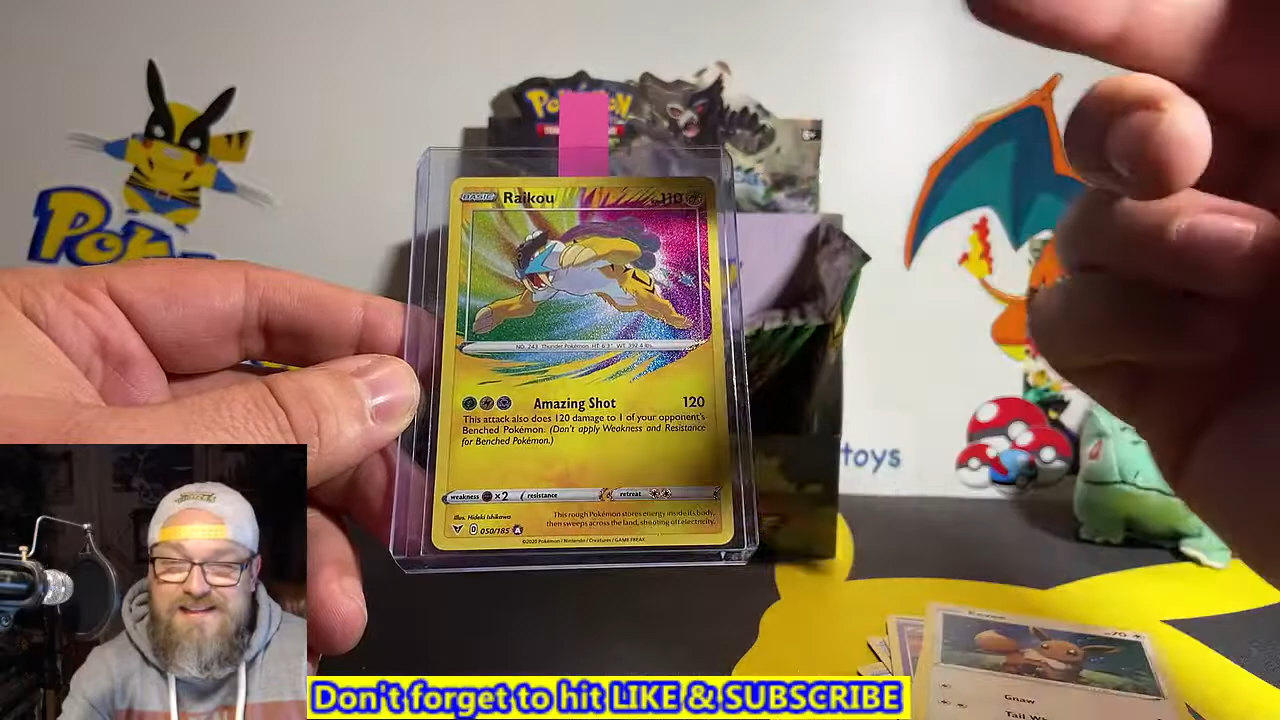 Pokémon
Poké
BASIC Raikou 110
NO. 243 Thunder Pokémon HT: 6'3" WT: 392.4 lbs.
Amazing Shot 120
This attack also does 120 damage to 1 of your opponent's
Benched Pokémon. (Don't apply Weakness and Resistance
for Benched Pokémon.)
weakness ×2 resistance retreat
Illus. Hideki Ishikawa
This rough Pokémon stores energy inside its body,
then sweeps across the land, shooting off electricity.
D 050/185 A
©2020 Pokémon / Nintendo / Creatures / GAME FREAK
toys
Eevee 70
Gnaw
Tail
Don't forget to hit LIKE & SUBSCRIBE